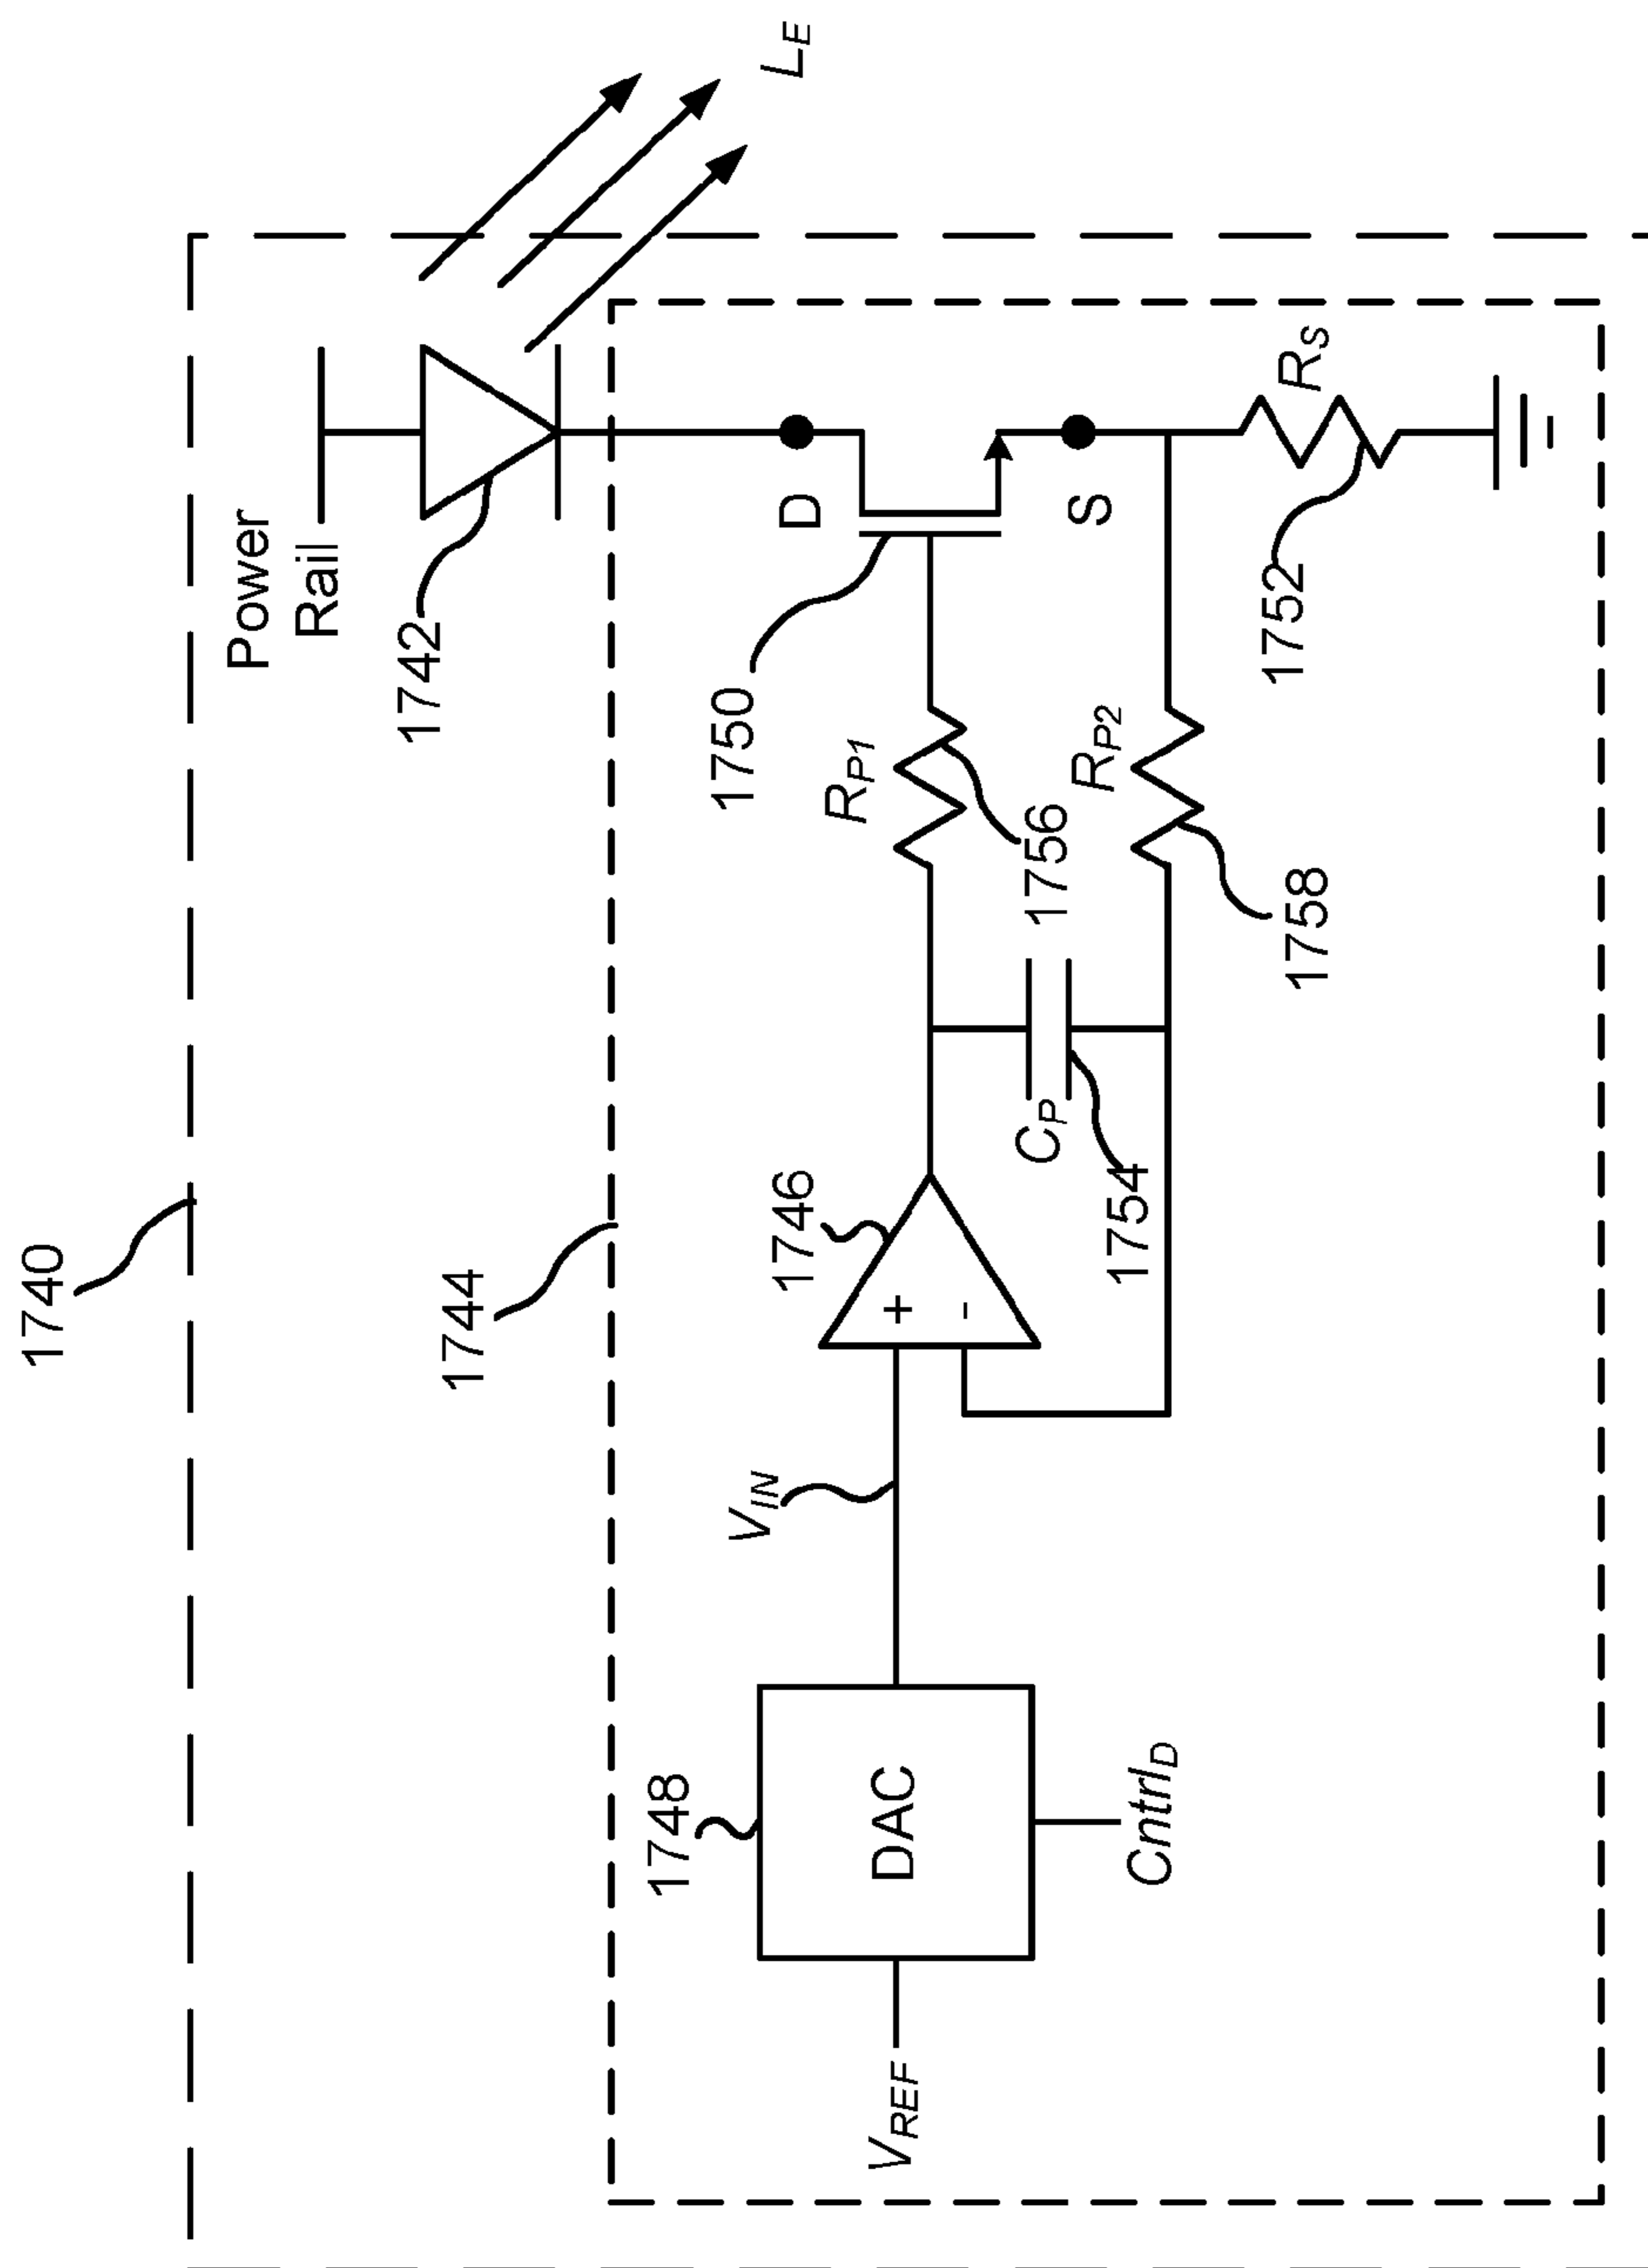 1740
Power
Rail
L_E
1742
1744
D
1750
R_P1
1746
V_IN
1748
+
-
DAC
V_REF
Cntrl_D
C_P
1754
1756
R_P2
1758
S
R_S
1752